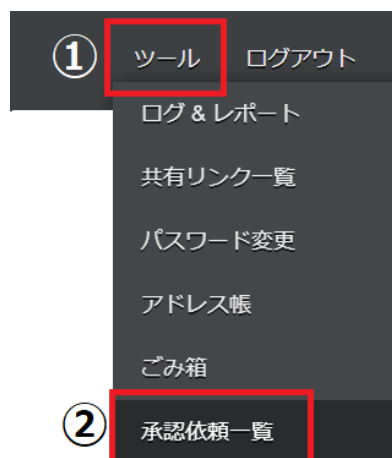 ① ツール ログアウト
ログ & レポート
共有リンク一覧
パスワード変更
アドレス帳
ごみ箱
② 承認依頼一覧